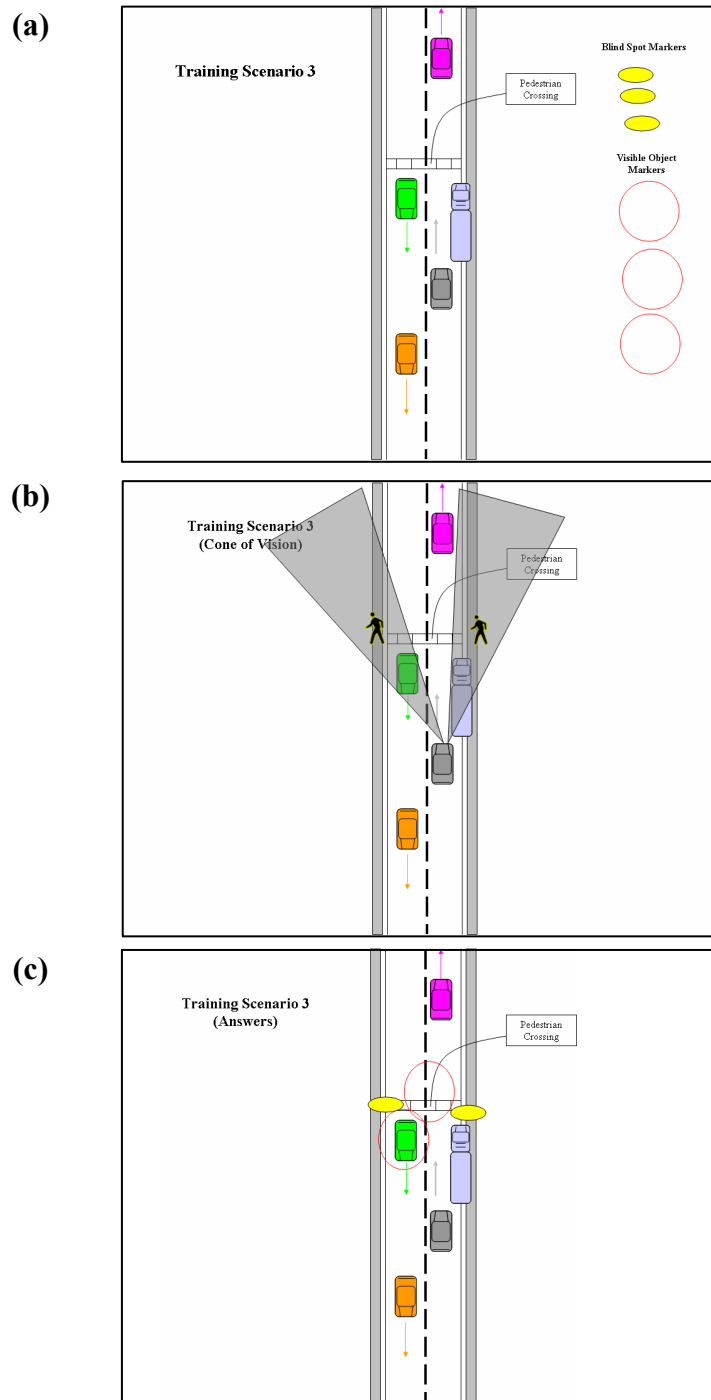 (a)
Training Scenario 3
Pedestrian
Crossing
Blind Spot Markers
Visible Object
Markers
(b)
Training Scenario 3
(Cone of Vision)
Pedestrian
Crossing
(c)
Training Scenario 3
(Answers)
Pedestrian
Crossing